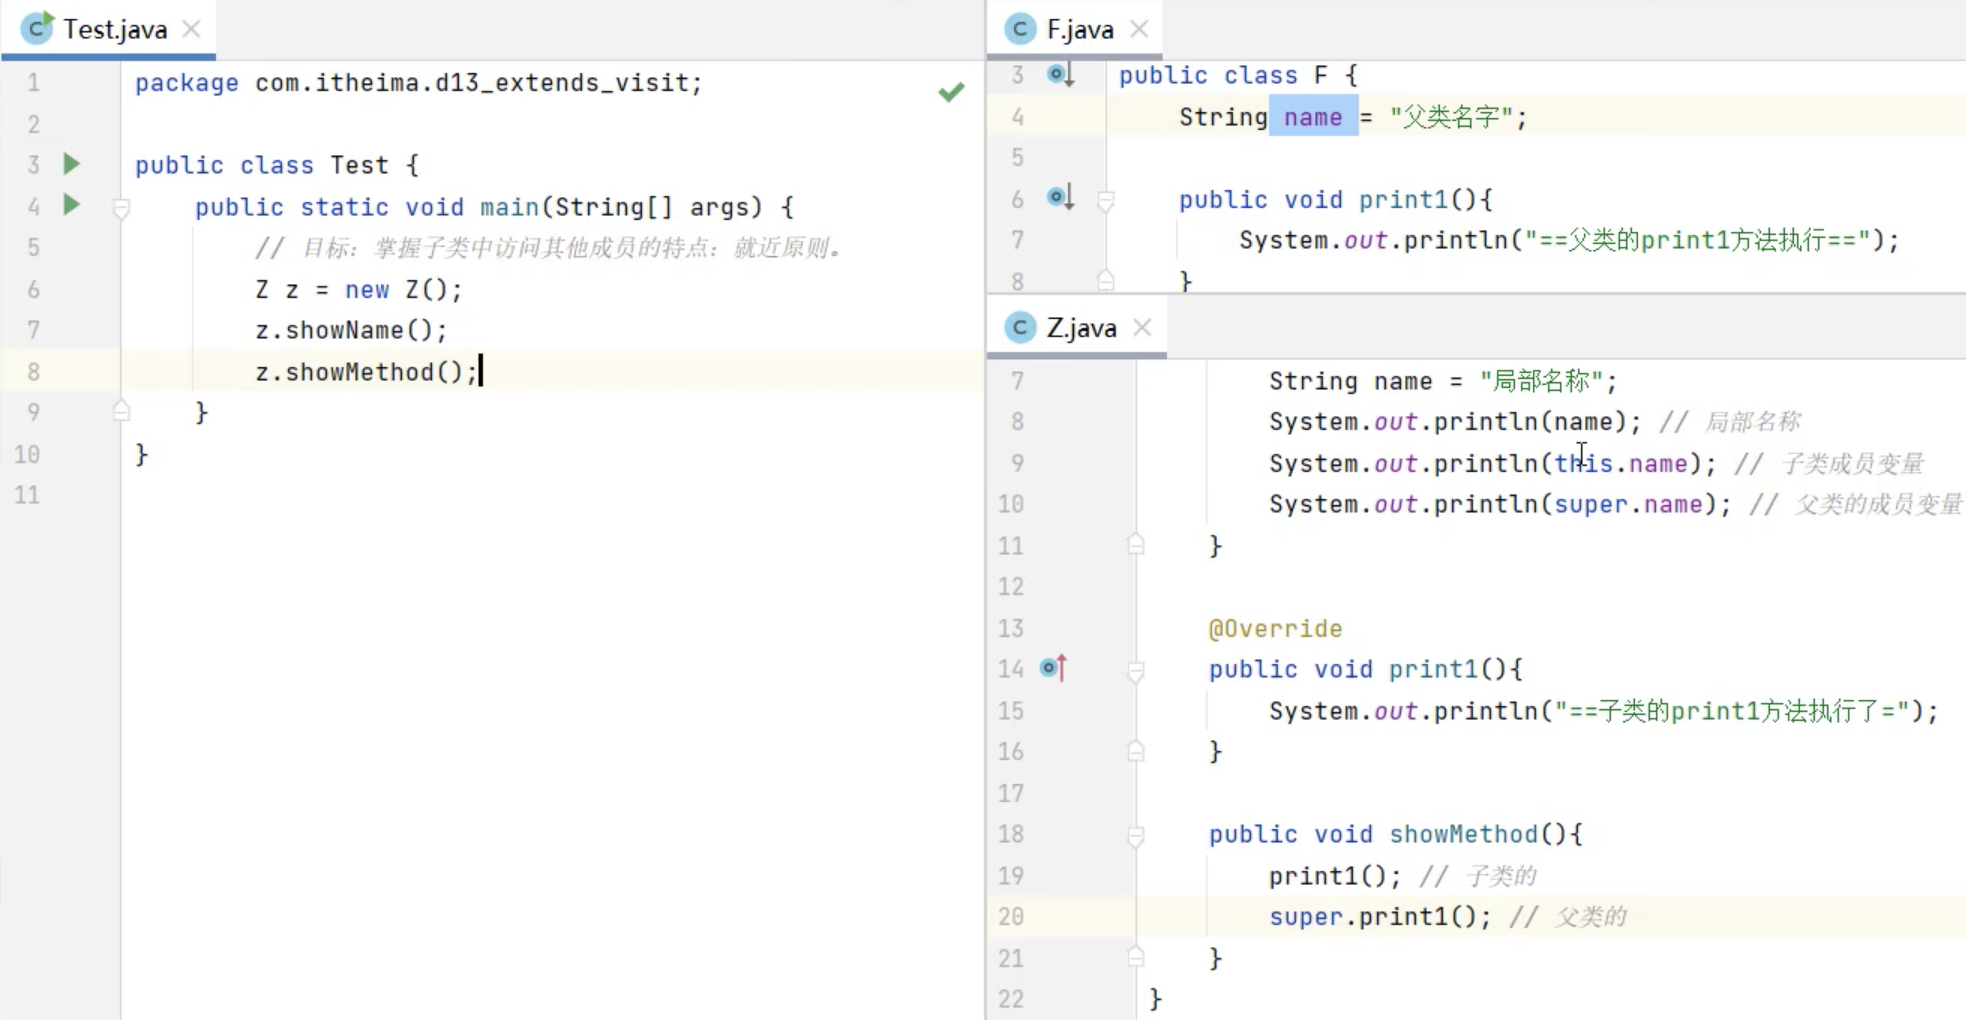 Test.java
1 package com.itheima.d13_extends_visit;
2
3 public class Test {
4 public static void main(String[] args) {
5 // 目标：掌握子类中访问其他成员的特点：就近原则。
6 Z z = new Z();
7 z.showName();
8 z.showMethod();
9 }
10 }
11
F.java
3 public class F {
4 String name = "父类名字";
5
6 public void print1(){
7 System.out.println("==父类的print1方法执行==");
8 }
Z.java
7 String name = "局部名称";
8 System.out.println(name); // 局部名称
9 System.out.println(this.name); // 子类成员变量
10 System.out.println(super.name); // 父类的成员变量
11 }
12
13 @Override
14 public void print1(){
15 System.out.println("==子类的print1方法执行了=");
16 }
17
18 public void showMethod(){
19 print1(); // 子类的
20 super.print1(); // 父类的
21 }
22 }